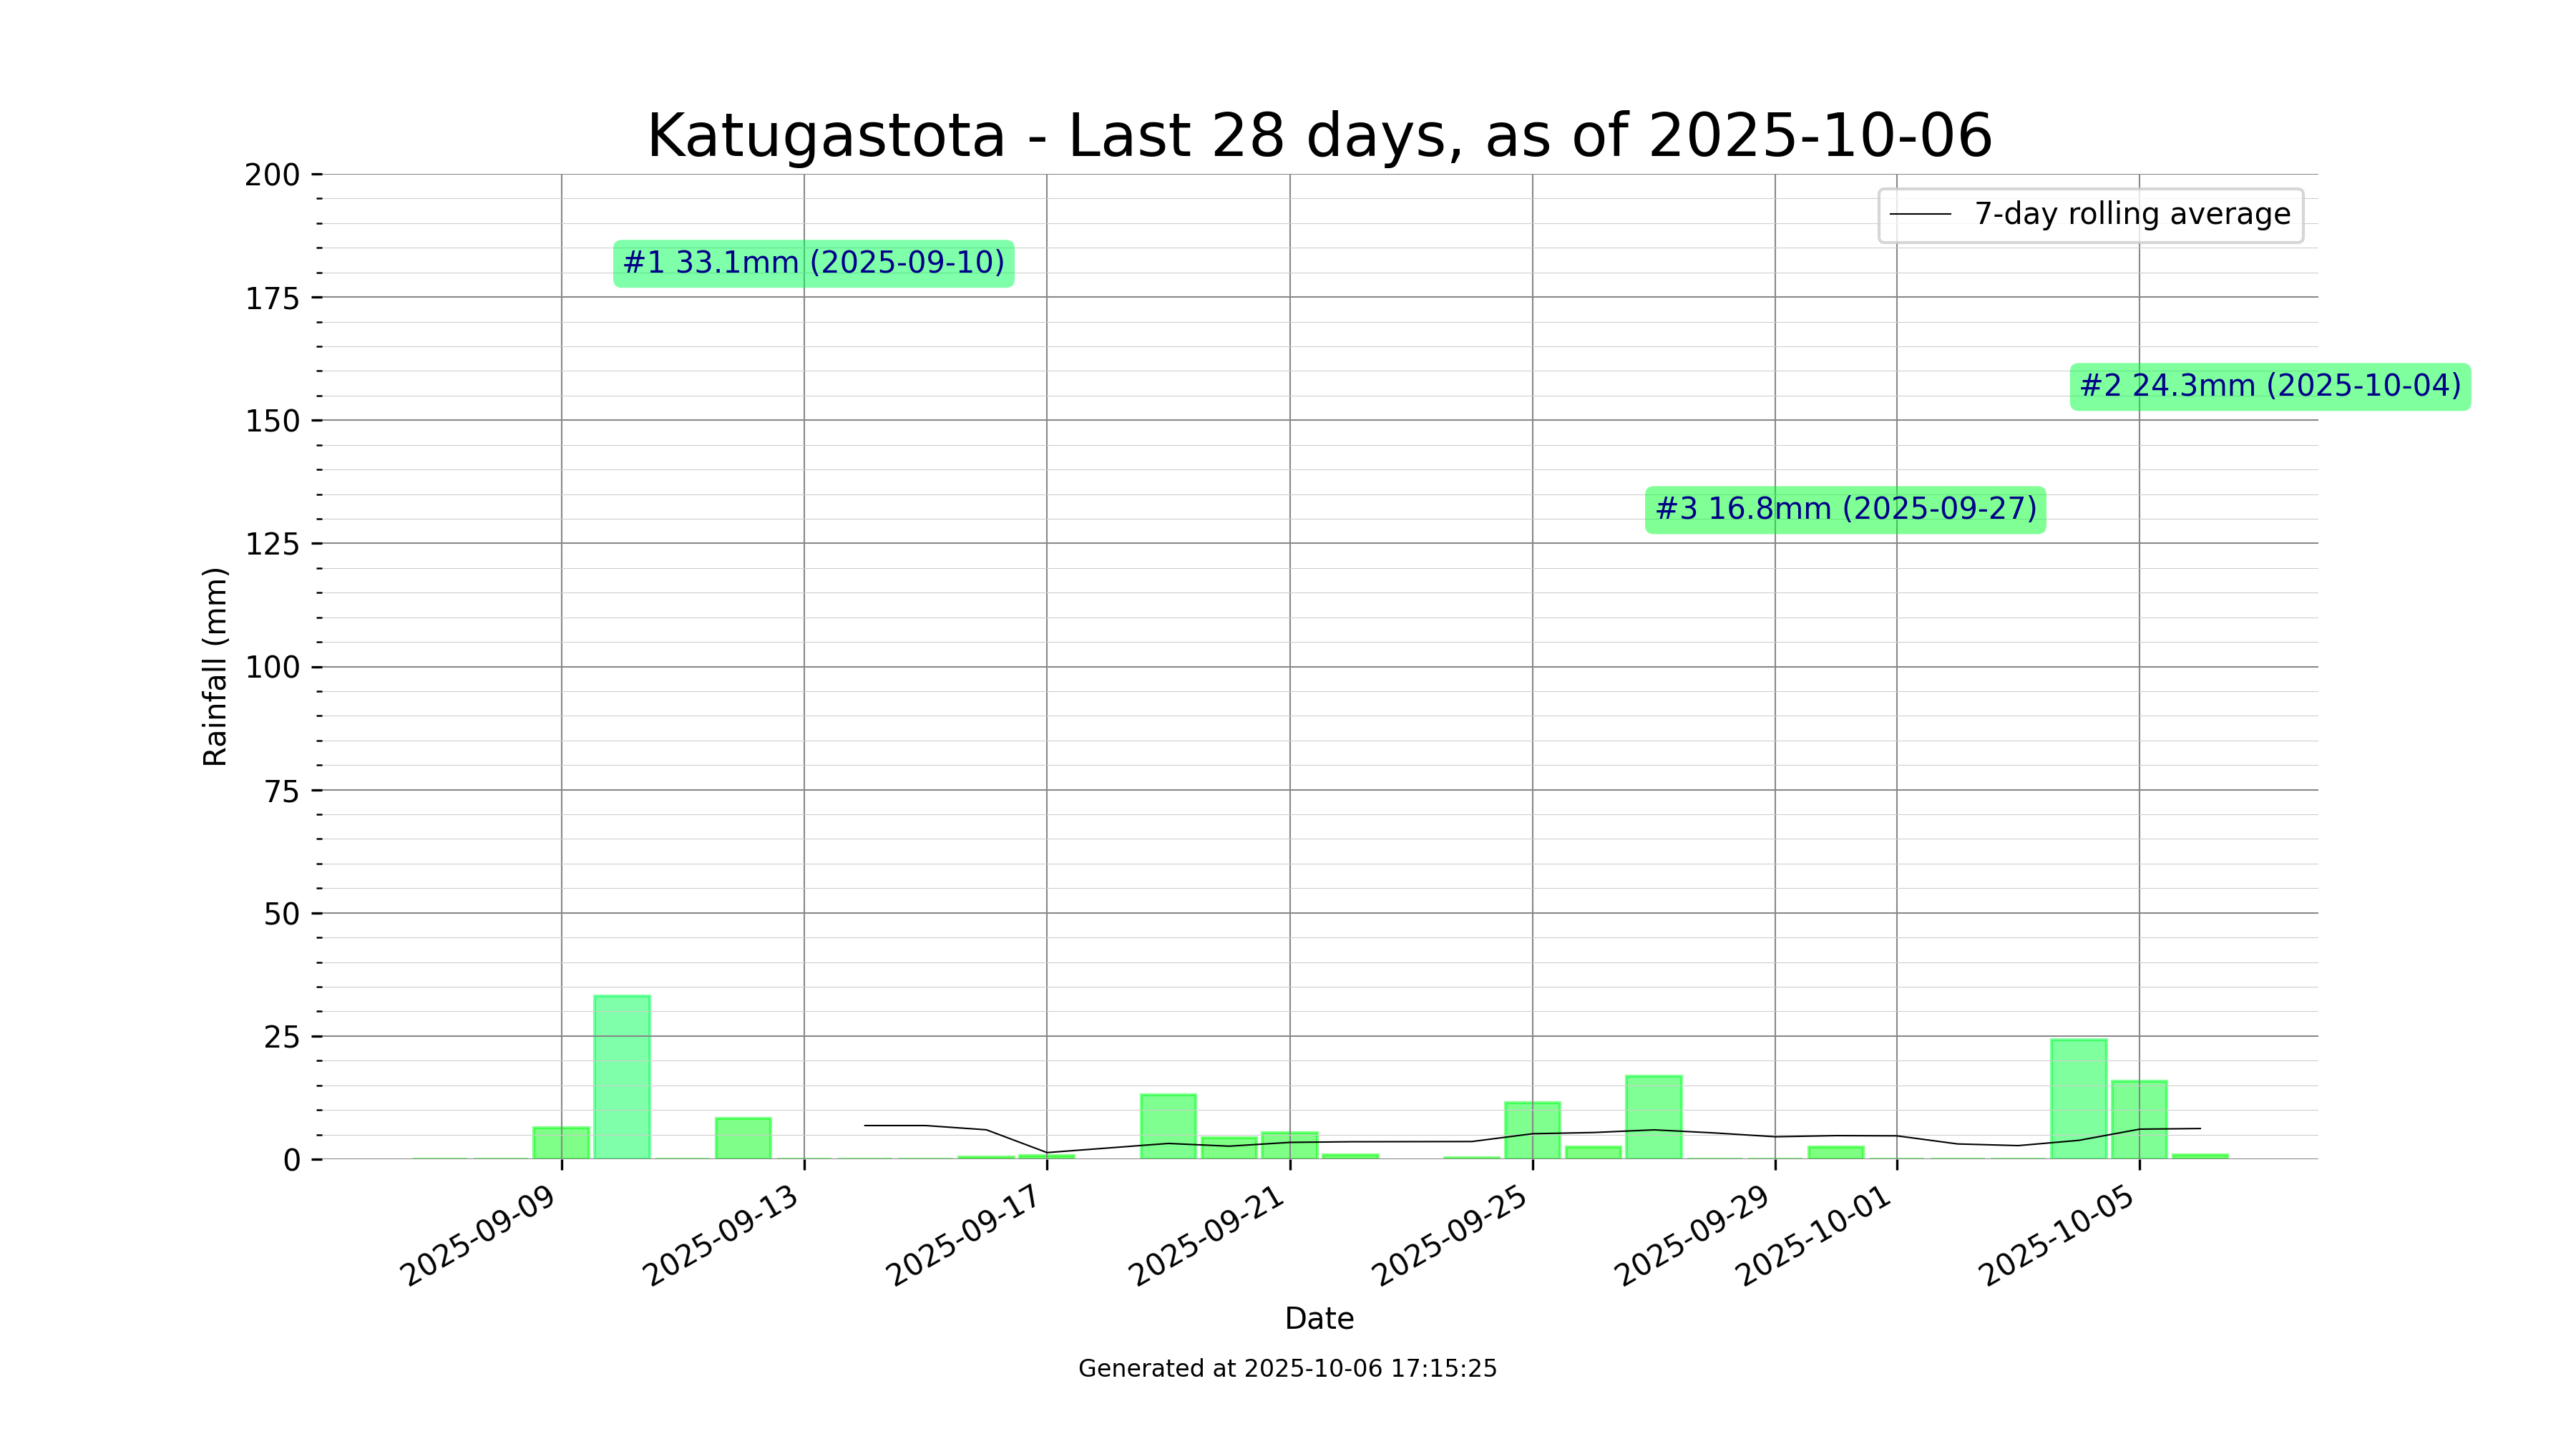 Katugastota - Last 28 days, as of 2025-10-06
200
175
150
125
100
75
50
25
0
Rainfall (mm)
7-day rolling average
#1 33.1mm (2025-09-10)
#2 24.3mm (2025-10-04)
#3 16.8mm (2025-09-27)
2025-09-09
2025-09-13
2025-09-17
2025-09-21
2025-09-25
2025-09-29
2025-10-01
2025-10-05
Date
Generated at 2025-10-06 17:15:25